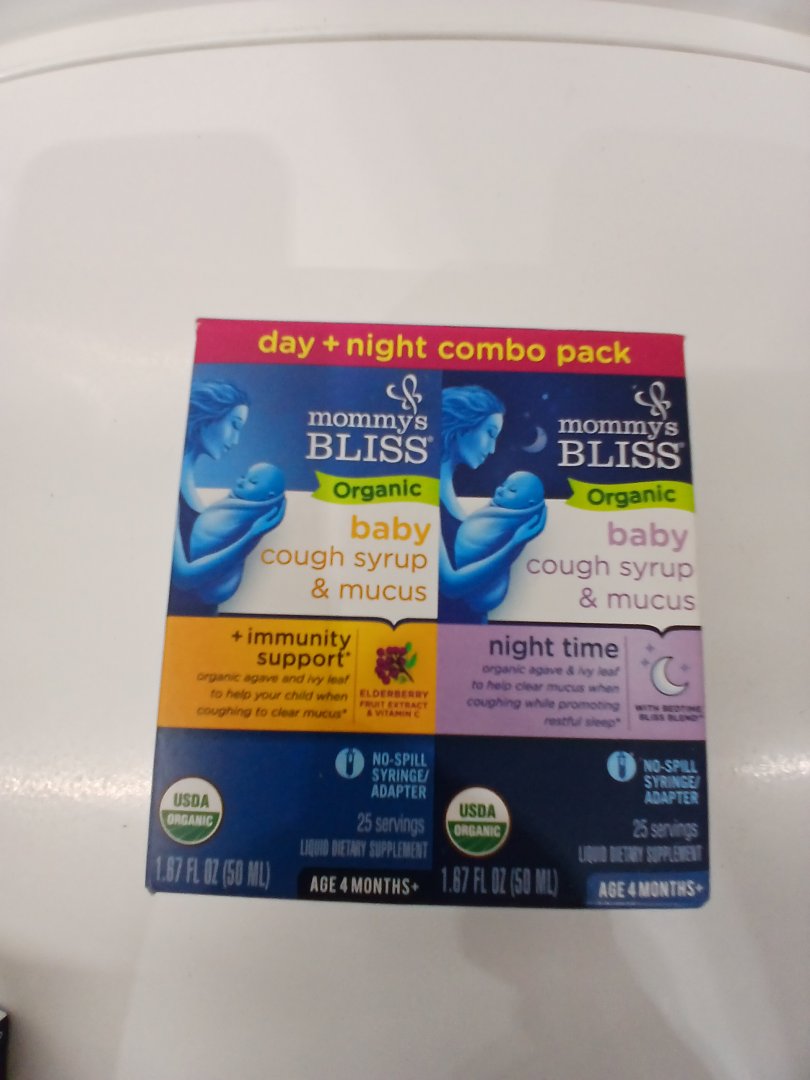 day + night combo pack
mommy's
BLISS®
Organic
baby
cough syrup
& mucus
+ immunity
support*
organic agave and ivy leaf
to help your child when
coughing to clear mucus*
ELDERBERRY
FRUIT EXTRACT
& VITAMIN C
NO-SPILL
SYRINGE/
ADAPTER
USDA
ORGANIC
25 servings
LIQUID DIETARY SUPPLEMENT
1.67 FL OZ (50 ML)
AGE 4 MONTHS+
mommy's
BLISS®
Organic
baby
cough syrup
& mucus
night time
organic agave & ivy leaf
to help clear mucus when
coughing while promoting
restful sleep*
WITH BEDTIME
BLISS BLEND™
NO-SPILL
SYRINGE/
ADAPTER
USDA
ORGANIC
25 servings
LIQUID DIETARY SUPPLEMENT
1.67 FL OZ (50 ML)
AGE 4 MONTHS+